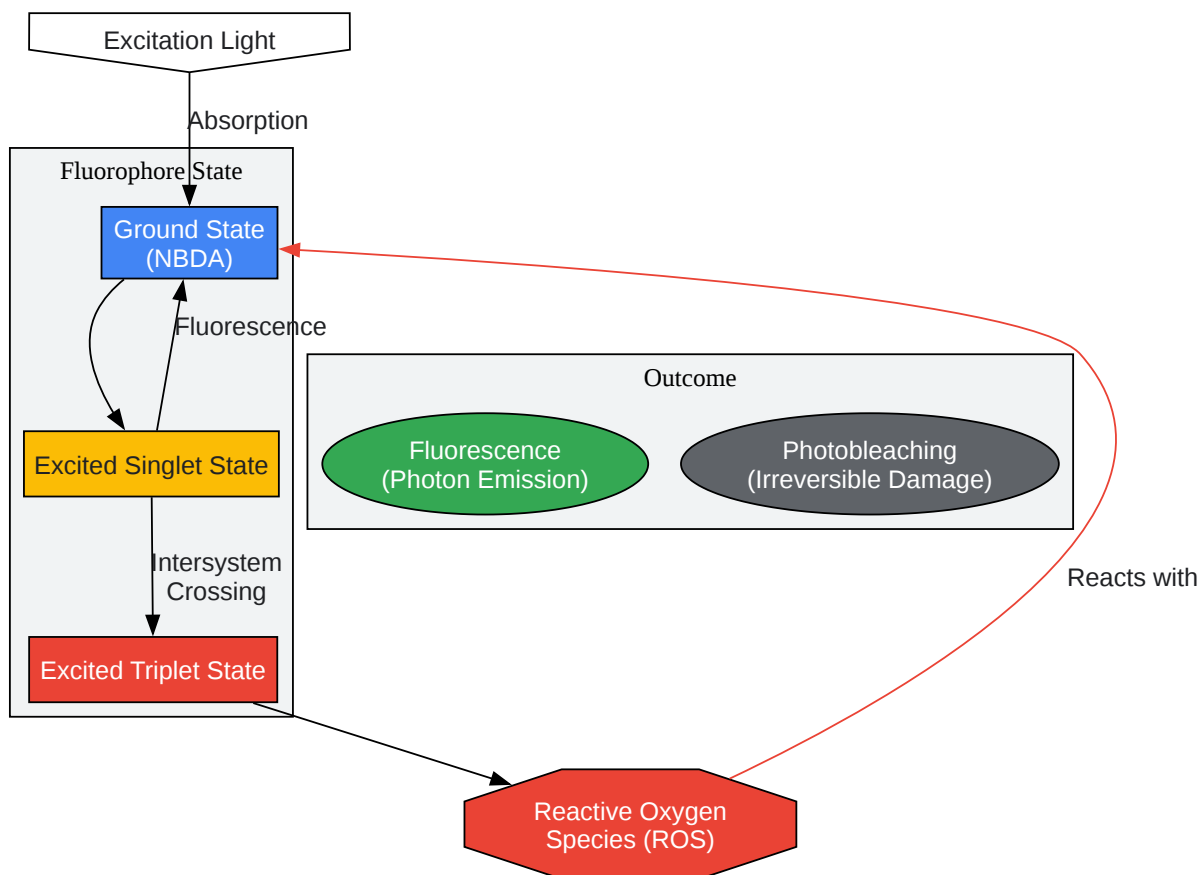 Excitation Light
Absorption
Fluorophore State
Ground State
(NBDA)
Fluorescence
Outcome
Fluorescence
(Photon Emission)
Photobleaching
(Irreversible Damage)
Excited Singlet State
Intersystem
Crossing
Reacts with
Excited Triplet State
Reactive Oxygen
Species (ROS)